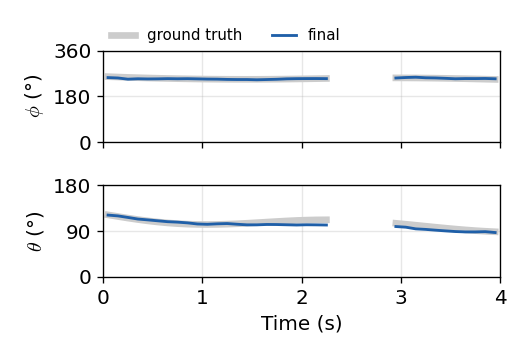 ground truth final
360
180
0
ϕ (°)
180
90
0
θ (°)
0 1 2 3 4
Time (s)